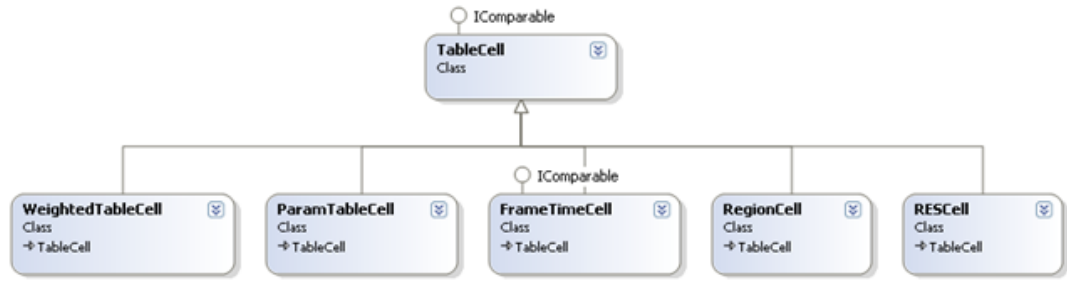 IComparable
TableCell
Class
IComparable
WeightedTableCell
Class
TableCell
ParamTableCell
Class
TableCell
FrameTimeCell
Class
TableCell
RegionCell
Class
TableCell
RESCell
Class
TableCell